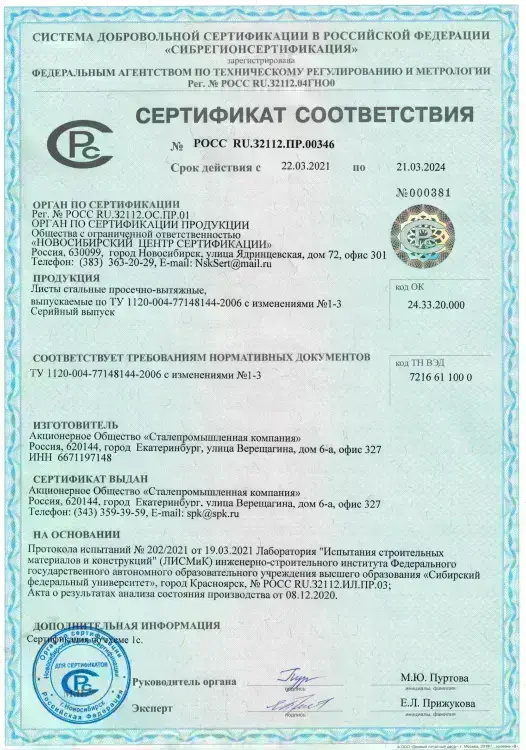 СИСТЕМА ДОБРОВОЛЬНОЙ СЕРТИФИКАЦИИ В РОССИЙСКОЙ ФЕДЕРАЦИИ
«СИБРЕГИОНСЕРТИФИКАЦИЯ»
зарегистрирована
ФЕДЕРАЛЬНЫМ АГЕНТСТВОМ ПО ТЕХНИЧЕСКОМУ РЕГУЛИРОВАНИЮ И МЕТРОЛОГИИ
Рег. № РОСС RU.32112.04ГНО0
СЕРТИФИКАТ СООТВЕТСТВИЯ
№ РОСС RU.32112.ПР.00346
Срок действия с 22.03.2021 по 21.03.2024
№000381
ОРГАН ПО СЕРТИФИКАЦИИ
Рег. № РОСС RU.32112.ОС.ПР.01
ОРГАН ПО СЕРТИФИКАЦИИ ПРОДУКЦИИ
Общества с ограниченной ответственностью
«НОВОСИБИРСКИЙ ЦЕНТР СЕРТИФИКАЦИИ»
Россия, 630099, город Новосибирск, улица Ядринцевская, дом 72, офис 301
Телефон: (383) 363-20-29, E-mail: NskSert@mail.ru
ПРОДУКЦИЯ
Листы стальные просечно-вытяжные,
выпускаемые по ТУ 1120-004-77148144-2006 с изменениями №1-3
Серийный выпуск
код ОК
24.33.20.000
СООТВЕТСТВУЕТ ТРЕБОВАНИЯМ НОРМАТИВНЫХ ДОКУМЕНТОВ
ТУ 1120-004-77148144-2006 с изменениями №1-3
код ТН ВЭД
7216 61 100 0
ИЗГОТОВИТЕЛЬ
Акционерное Общество «Сталепромышленная компания»
Россия, 620144, город Екатеринбург, улица Верещагина, дом 6-а, офис 327
ИНН 6671197148
СЕРТИФИКАТ ВЫДАН
Акционерное Общество «Сталепромышленная компания»
Россия, 620144, город Екатеринбург, улица Верещагина, дом 6-а, офис 327
Телефон: (343) 359-39-59, E-mail: spk@spk.ru
НА ОСНОВАНИИ
Протокола испытаний № 202/2021 от 19.03.2021 Лаборатория "Испытания строительных
материалов и конструкций" (ЛИСМиК) инженерно-строительного института Федерального
государственного автономного образовательного учреждения высшего образования «Сибирский
федеральный университет», город Красноярск, № РОСС RU.32112.ИЛ.ПР.03;
Акта о результатах анализа состояния производства от 08.12.2020.
ДОПОЛНИТЕЛЬНАЯ ИНФОРМАЦИЯ
Сертификация по схеме 1с.
ДЛЯ СЕРТИФИКАТОВ
г. Новосибирск
Российская Федерация
Руководитель органа
подпись
М.Ю. Пуртова
инициалы, фамилия
Эксперт
подпись
Е.Л. Прижукова
инициалы, фамилия